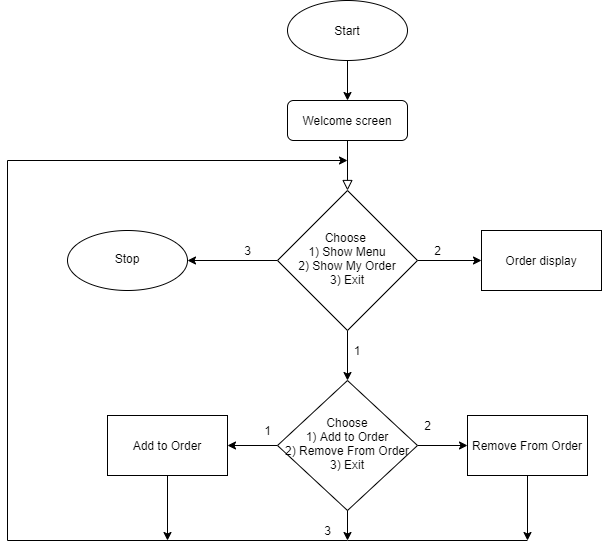 Start
Welcome screen
Choose
1) Show Menu
2) Show My Order
3) Exit
3
Stop
2
Order display
1
Choose
1) Add to Order
2) Remove From Order
3) Exit
1
Add to Order
2
Remove From Order
3